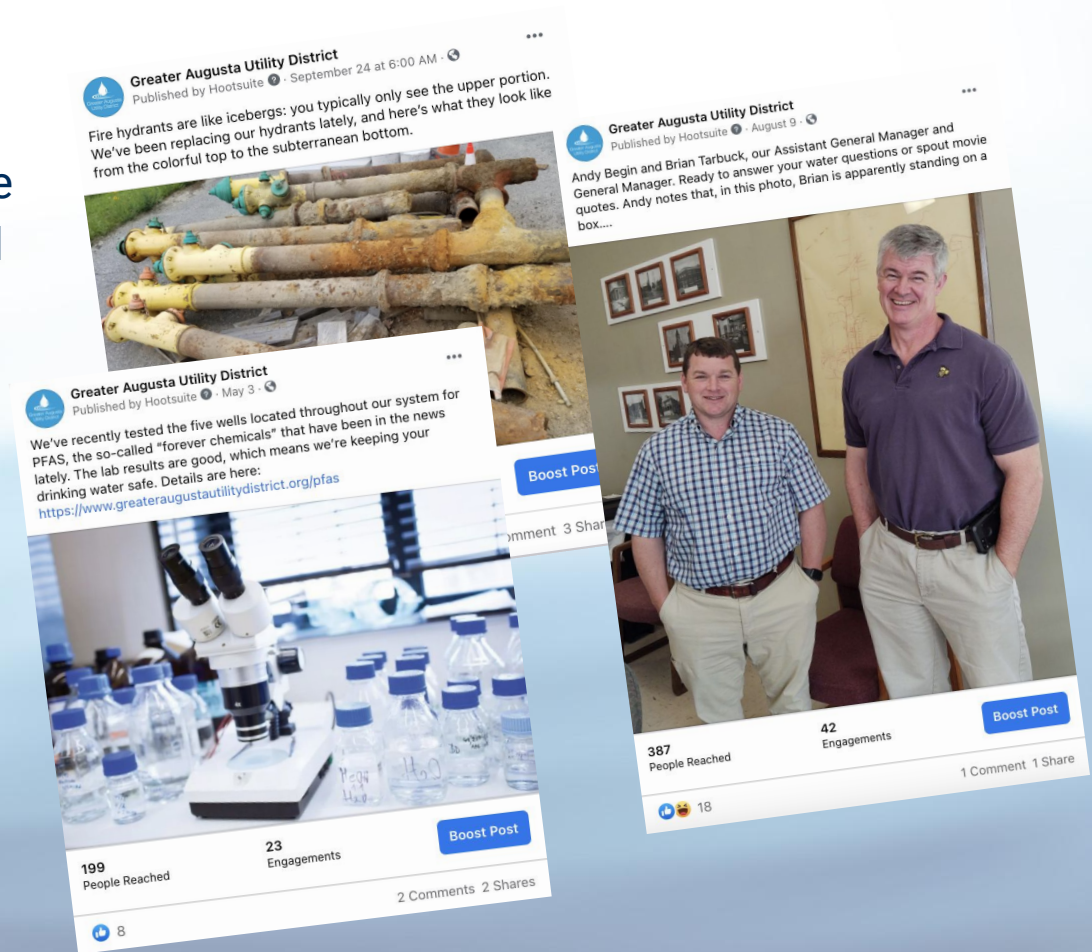 e
Greater Augusta Utility District
Published by Hootsuite · September 24 at 6:00 AM ·
Fire hydrants are like icebergs: you typically only see the upper portion.
We've been replacing our hydrants lately, and here's what they look like
from the colorful top to the subterranean bottom.
Boost Post
3
Greater Augusta Utility District
Published by Hootsuite · May 3 ·
We've recently tested the five wells located throughout our system for
PFAS, the so-called "forever chemicals" that have been in the news
lately. The lab results are good, which means we're keeping your
drinking water safe. Details are here:
https://www.greateraugustautilitydistrict.org/pfas
H2O
199
People Reached
23
Engagements
Boost Post
2 Comments 2 Shares
8
Greater Augusta Utility District
Published by Hootsuite · August 9 ·
Andy Begin and Brian Tarbuck, our Assistant General Manager and
General Manager. Ready to answer your water questions or spout movie
quotes. Andy notes that, in this photo, Brian is apparently standing on a
box....
387
People Reached
42
Engagements
Boost Post
1 Comment 1 Share
18